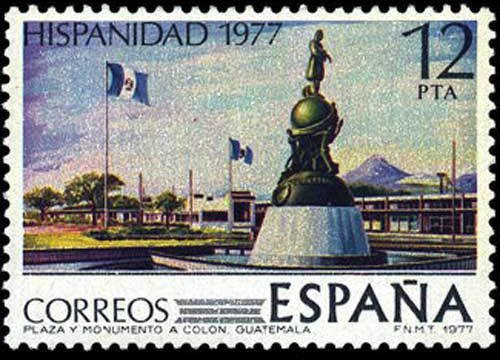 HISPANIDAD 1977 12
PTA
CORREOS ESPAÑA
PLAZA Y MONUMENTO A COLON. GUATEMALA F.N.M.T. 1977